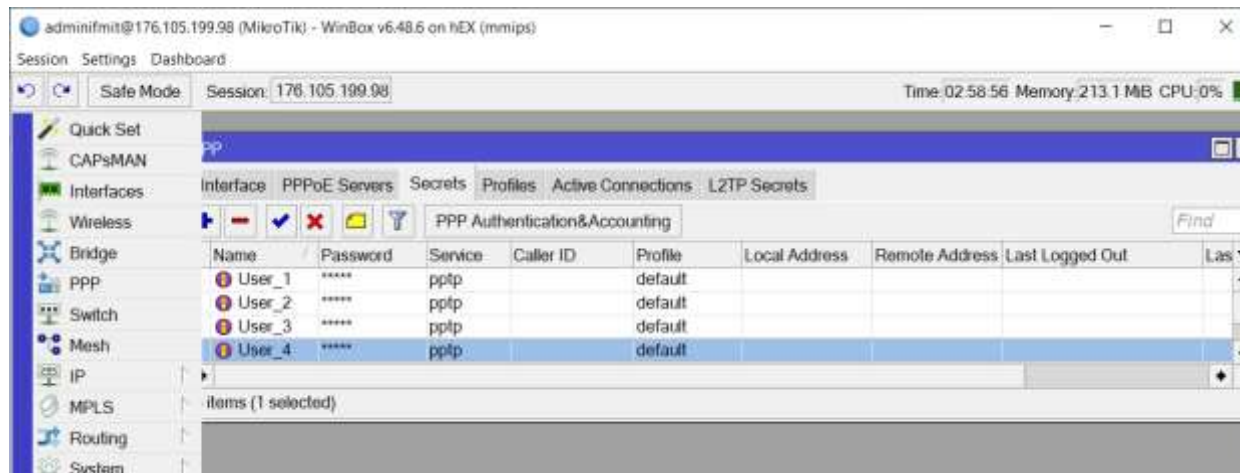 adminifmit@176.105.199.98 (MikroTik) - WinBox v6.48.6 on hEX (mmips)
Session Settings Dashboard
Safe Mode Session: 176.105.199.98 Time: 02:58:56 Memory: 213.1 MiB CPU: 0%
Quick Set
CAPsMAN
Interfaces
Wireless
Bridge
PPP
Switch
Mesh
IP
MPLS
Routing
System
PPP
Interface PPPoE Servers Secrets Profiles Active Connections L2TP Secrets
PPP Authentication&Accounting Find
Name Password Service Caller ID Profile Local Address Remote Address Last Logged Out Las
User_1 ***** pptp default
User_2 ***** pptp default
User_3 ***** pptp default
User_4 ***** pptp default
items (1 selected)